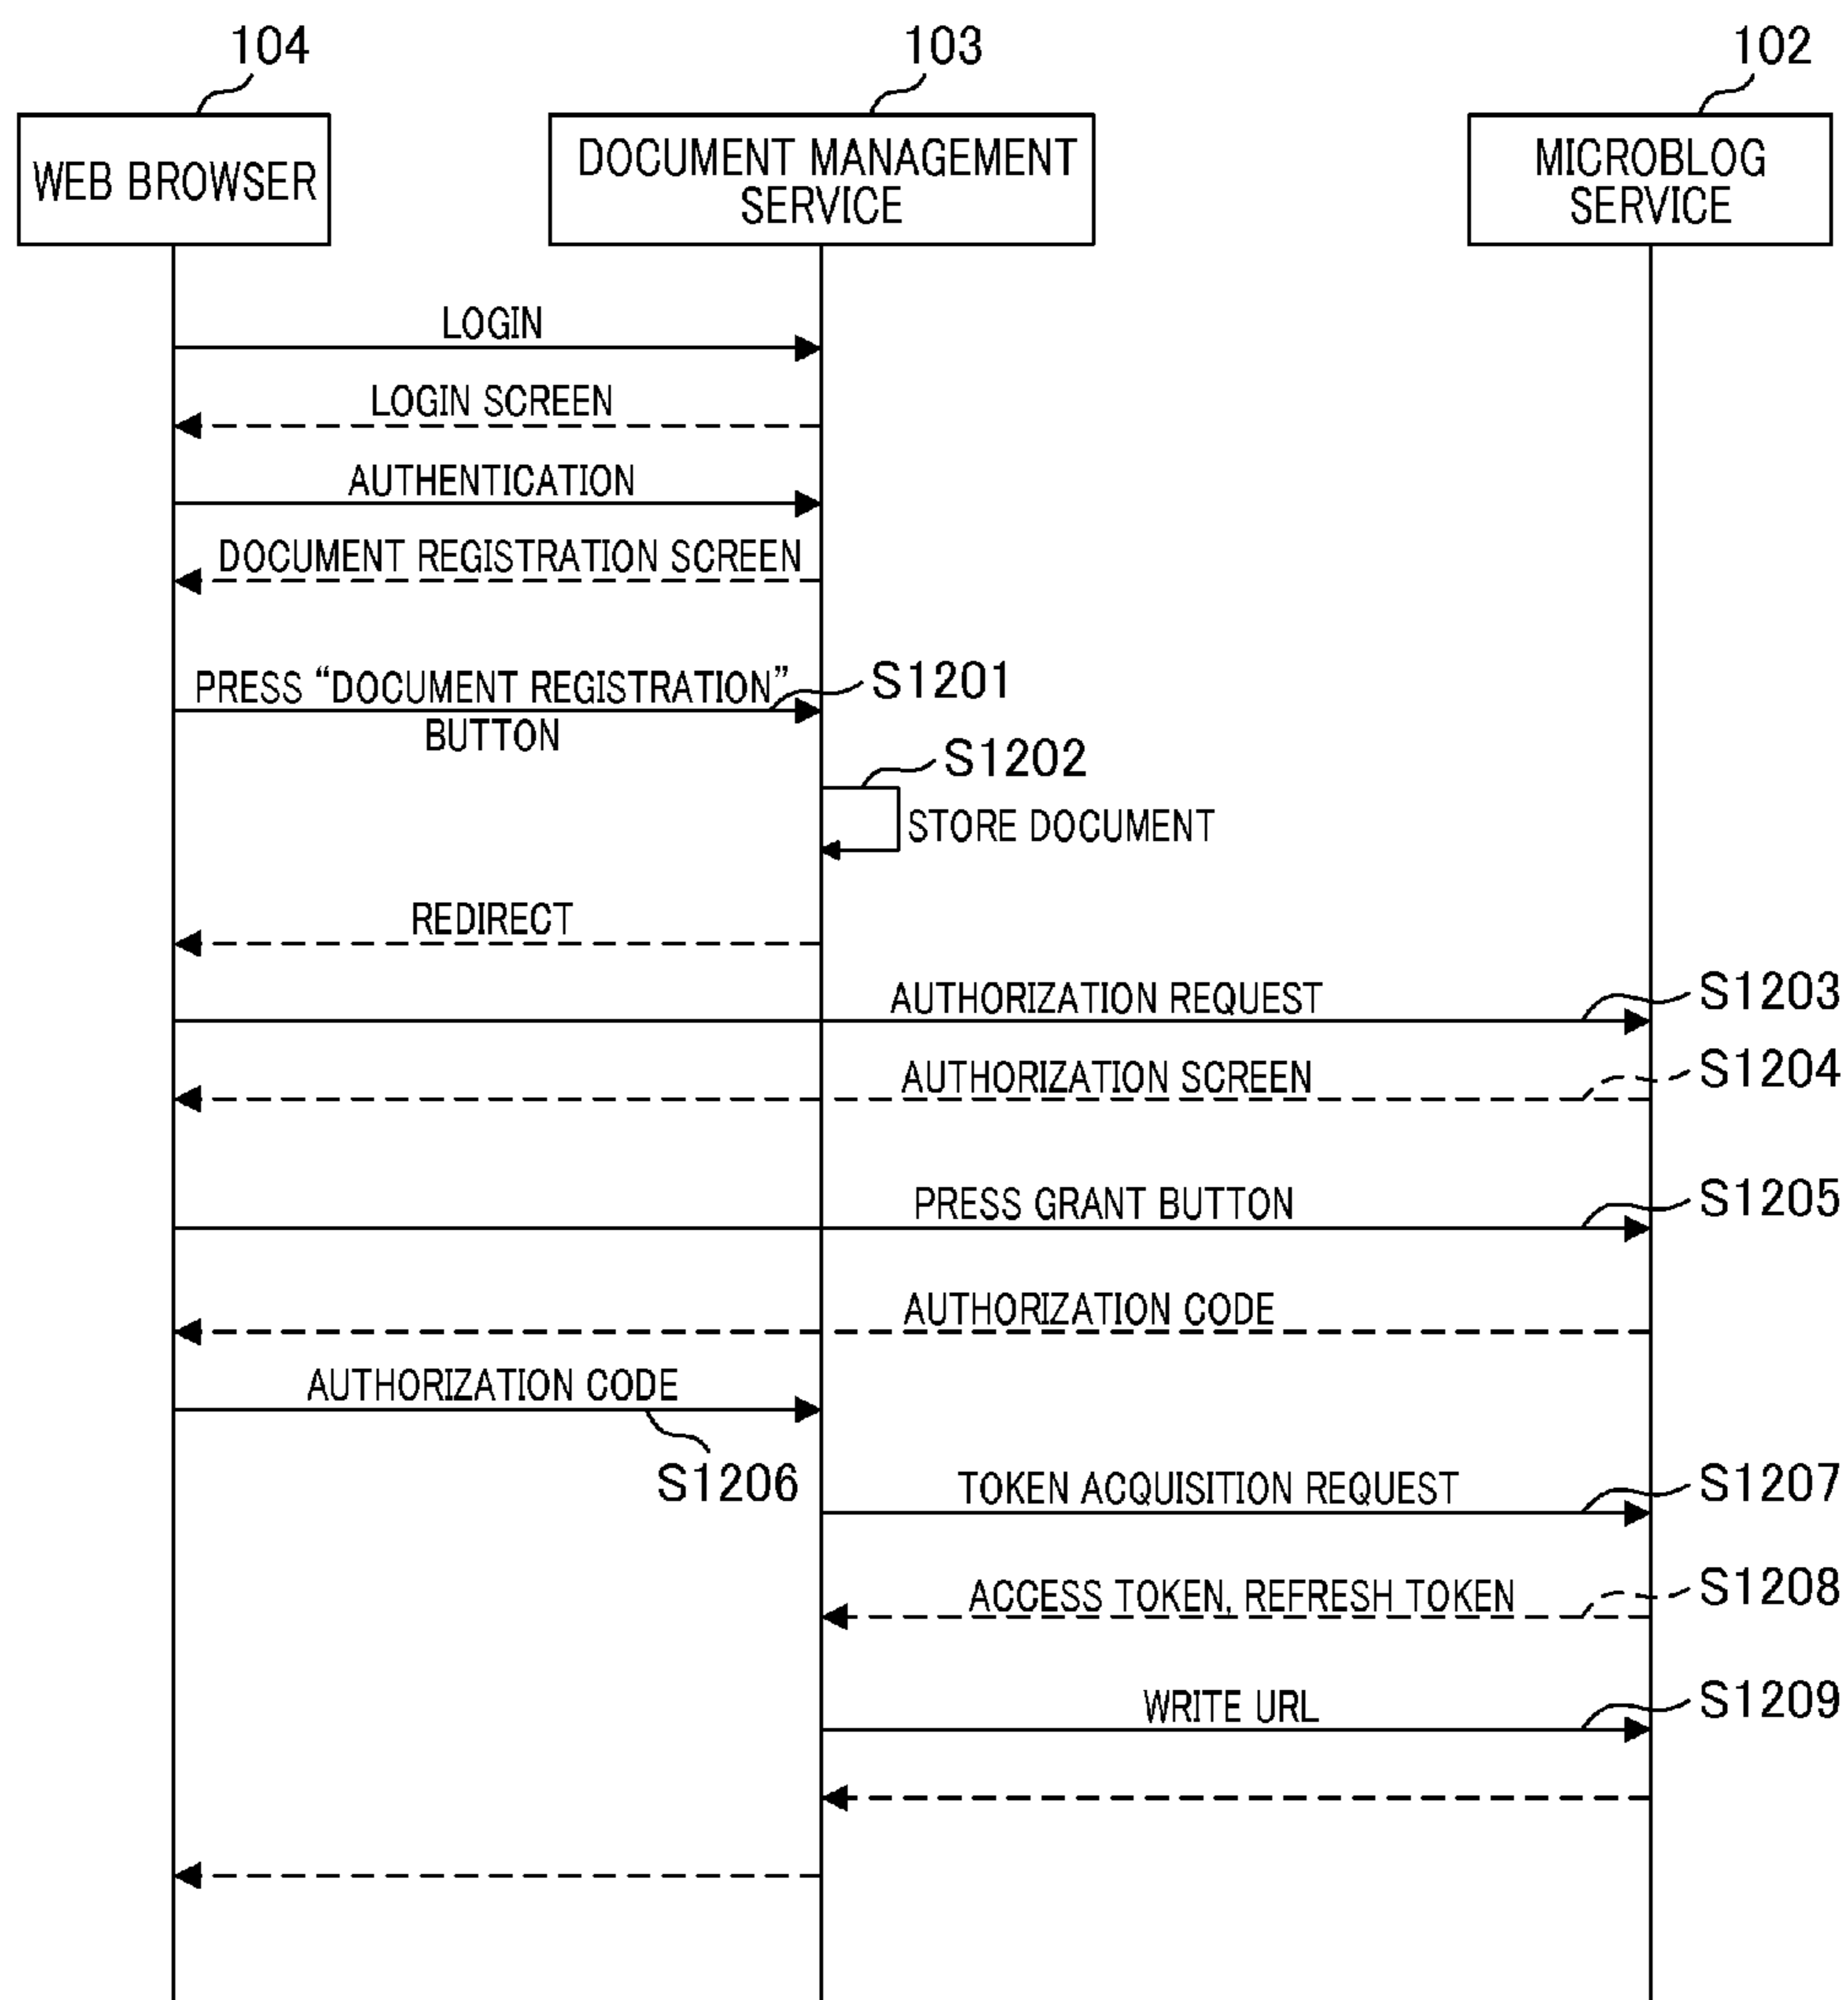 104
103
102
WEB BROWSER
DOCUMENT MANAGEMENT
SERVICE
MICROBLOG
SERVICE
LOGIN
LOGIN SCREEN
AUTHENTICATION
DOCUMENT REGISTRATION SCREEN
PRESS “DOCUMENT REGISTRATION”
BUTTON
S1201
S1202
STORE DOCUMENT
REDIRECT
AUTHORIZATION REQUEST
S1203
AUTHORIZATION SCREEN
S1204
PRESS GRANT BUTTON
S1205
AUTHORIZATION CODE
AUTHORIZATION CODE
S1206
TOKEN ACQUISITION REQUEST
S1207
ACCESS TOKEN, REFRESH TOKEN
S1208
WRITE URL
S1209